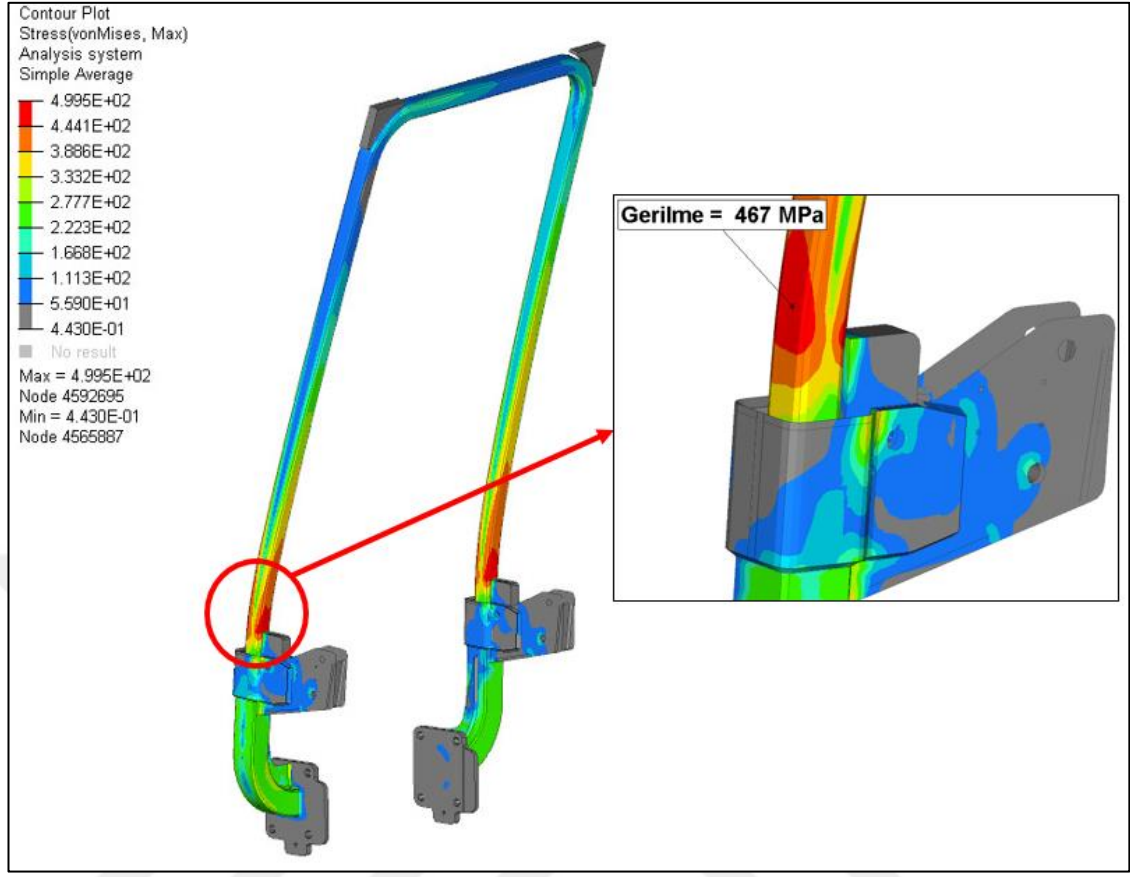 Contour Plot
Stress(vonMises, Max)
Analysis system
Simple Average
4.995E+02
4.441E+02
3.886E+02
3.332E+02
2.777E+02
2.223E+02
1.668E+02
1.113E+02
5.590E+01
4.430E-01
No result
Max = 4.995E+02
Node 4592695
Min = 4.430E-01
Node 4565887
Gerilme = 467 MPa